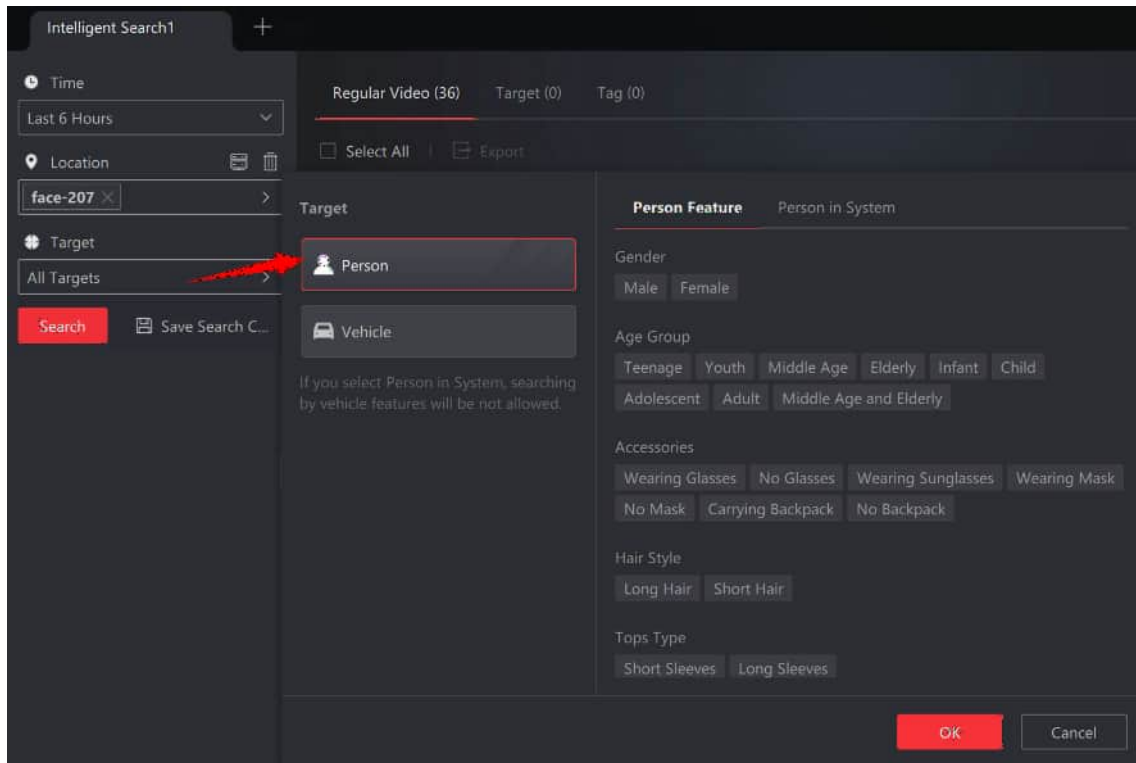 Intelligent Search1
Time
Last 6 Hours
Location
face-207
Target
All Targets
Search
Save Search C...
Regular Video (36) Target (0) Tag (0)
Select All Export
Target
Person
Vehicle
If you select Person in System, searching
by vehicle features will be not allowed.
Person Feature Person in System
Gender
Male Female
Age Group
Teenage Youth Middle Age Elderly Infant Child
Adolescent Adult Middle Age and Elderly
Accessories
Wearing Glasses No Glasses Wearing Sunglasses Wearing Mask
No Mask Carrying Backpack No Backpack
Hair Style
Long Hair Short Hair
Tops Type
Short Sleeves Long Sleeves
OK Cancel